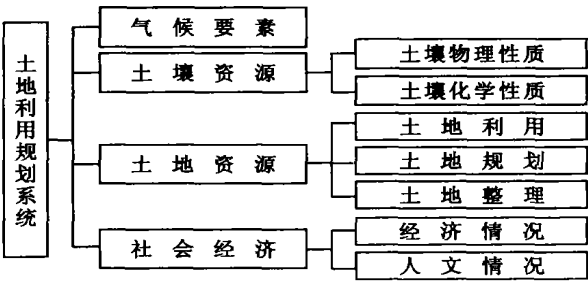 土地利用规划系统
气候要素
土壤资源
土壤物理性质
土壤化学性质
土地资源
土地利用
土地规划
土地整理
社会经济
经济情况
人文情况